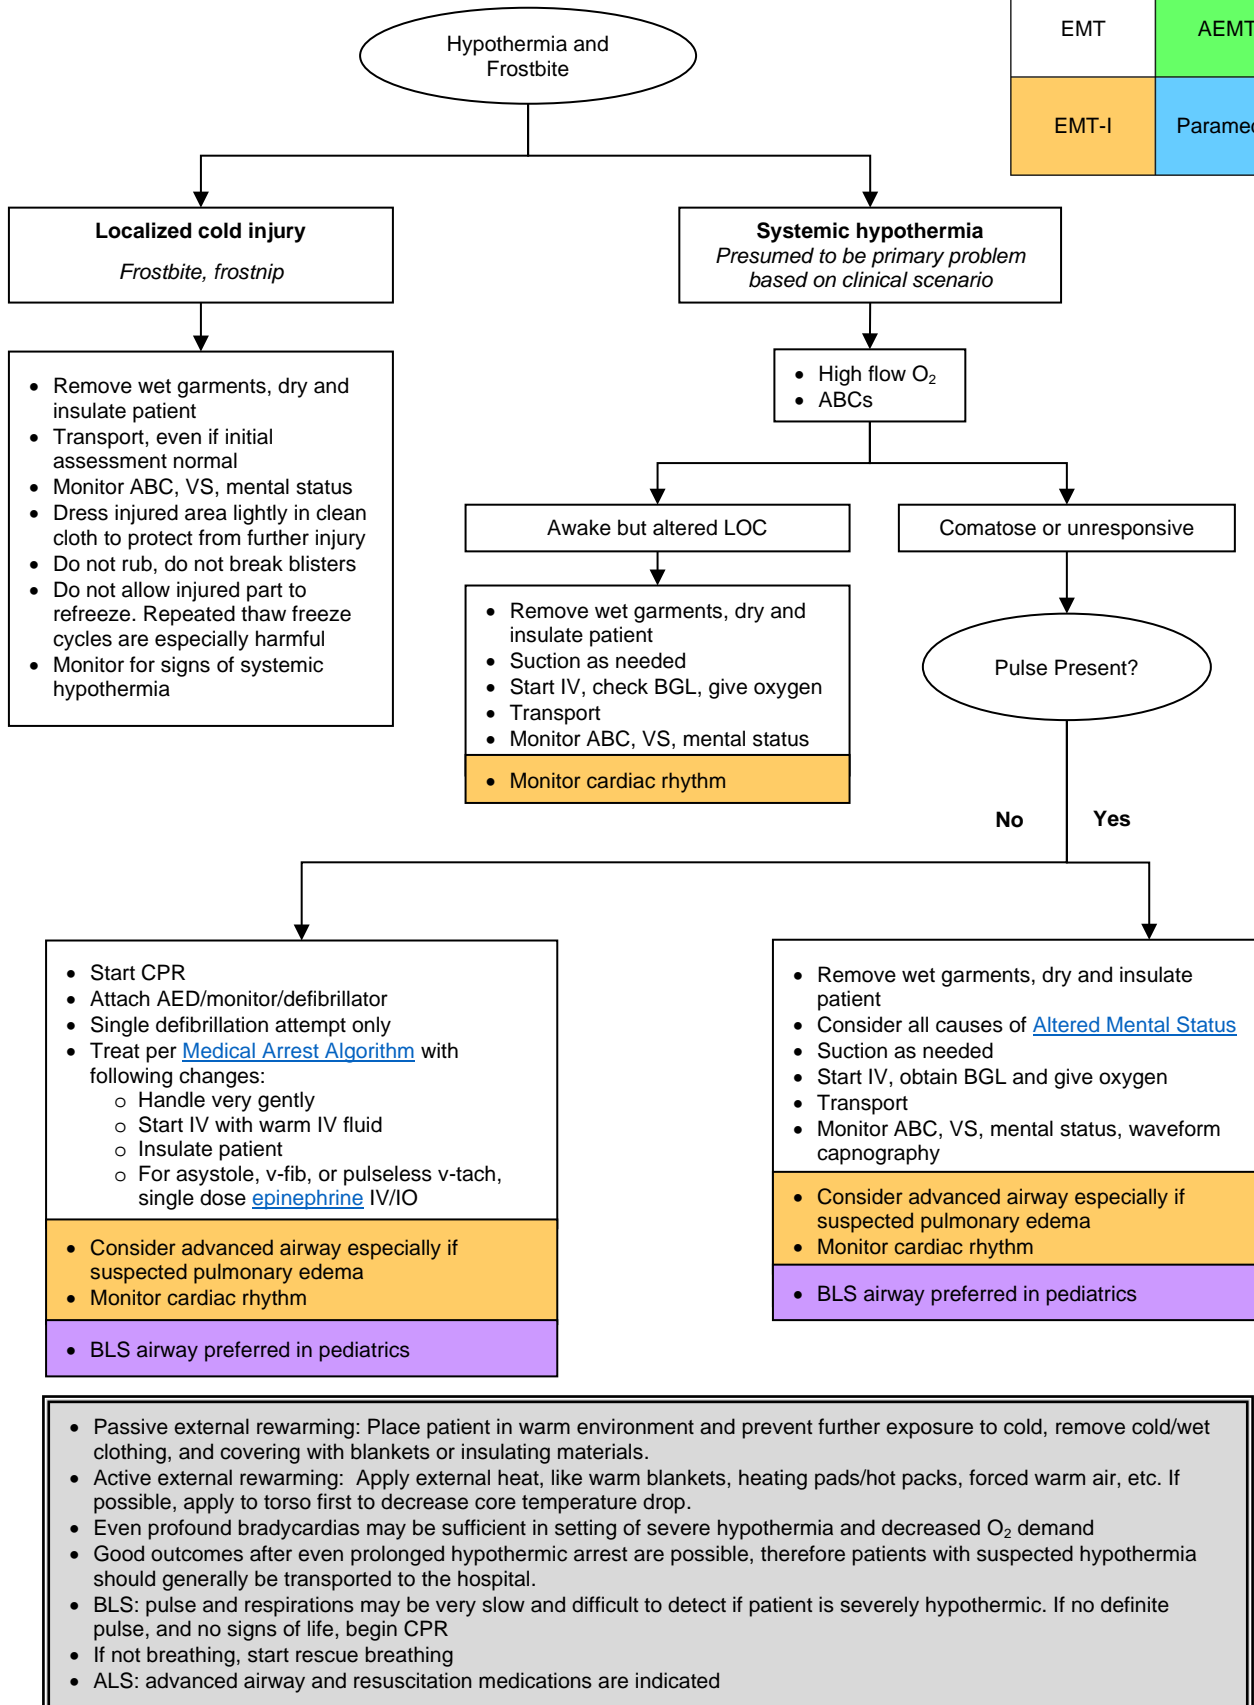 Hypothermia and
Frostbite
EMT
AEMT
EMT-I
Localized cold injury
Frostbite, frostnip
Systemic hypothermia
Presumed to be primary problem
based on clinical scenario
• Remove wet garments, dry and
insulate patient
• Transport, even if initial
assessment normal
• Monitor ABC, VS, mental status
• Dress injured area lightly in clean
cloth to protect from further injury
• Do not rub, do not break blisters
• Do not allow injured part to
refreeze. Repeated thaw freeze
cycles are especially harmful
• Monitor for signs of systemic
hypothermia
• High flow O₂
• ABCs
Awake but altered LOC
Comatose or unresponsive
• Remove wet garments, dry and
insulate patient
• Suction as needed
• Start IV, check BGL, give oxygen
• Transport
• Monitor ABC, VS, mental status
• Monitor cardiac rhythm
Pulse Present?
No
Yes
• Start CPR
• Attach AED/monitor/defibrillator
• Single defibrillation attempt only
• Treat per Medical Arrest Algorithm with
following changes:
o Handle very gently
o Start IV with warm IV fluid
o Insulate patient
o For asystole, v-fib, or pulseless v-tach,
single dose epinephrine IV/IO
• Consider advanced airway especially if
suspected pulmonary edema
• Monitor cardiac rhythm
• BLS airway preferred in pediatrics
• Remove wet garments, dry and insulate
patient
• Consider all causes of Altered Mental Status
• Suction as needed
• Start IV, obtain BGL and give oxygen
• Transport
• Monitor ABC, VS, mental status, waveform
capnography
• Consider advanced airway especially if
suspected pulmonary edema
• Monitor cardiac rhythm
• BLS airway preferred in pediatrics
• Passive external rewarming: Place patient in warm environment and prevent further exposure to cold, remove cold/wet
clothing, and covering with blankets or insulating materials.
• Active external rewarming: Apply external heat, like warm blankets, heating pads/hot packs, forced warm air, etc. If
possible, apply to torso first to decrease core temperature drop.
• Even profound bradycardias may be sufficient in setting of severe hypothermia and decreased O₂ demand
• Good outcomes after even prolonged hypothermic arrest are possible, therefore patients with suspected hypothermia
should generally be transported to the hospital.
• BLS: pulse and respirations may be very slow and difficult to detect if patient is severely hypothermic. If no definite
pulse, and no signs of life, begin CPR
• If not breathing, start rescue breathing
• ALS: advanced airway and resuscitation medications are indicated